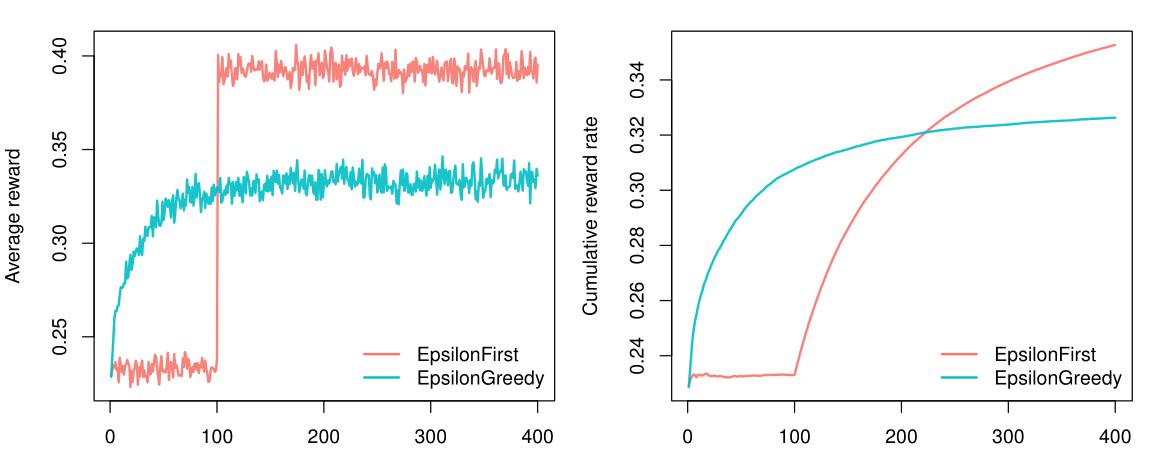 Average reward
0.40
0.35
0.30
0.25
EpsilonFirst
EpsilonGreedy
0 100 200 300 400
Cumulative reward rate
0.34
0.32
0.30
0.28
0.26
0.24
EpsilonFirst
EpsilonGreedy
0 100 200 300 400